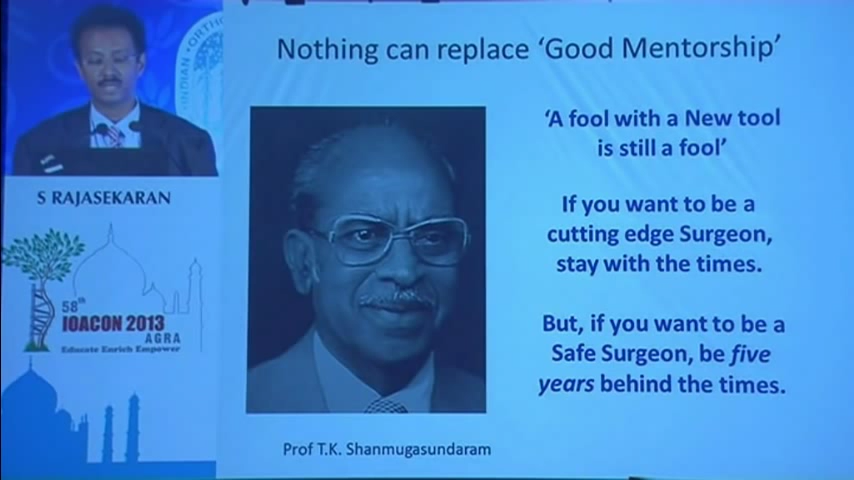 Nothing can replace 'Good Mentorship'
INDIAN ORTHO
'A fool with a New tool
is still a fool'
If you want to be a
cutting edge Surgeon,
stay with the times.
But, if you want to be a
Safe Surgeon, be five
years behind the times.
Prof T.K. Shanmugasundaram
S RAJASEKARAN
58th
IOACON 2013
AGRA
Educate Enrich Empower